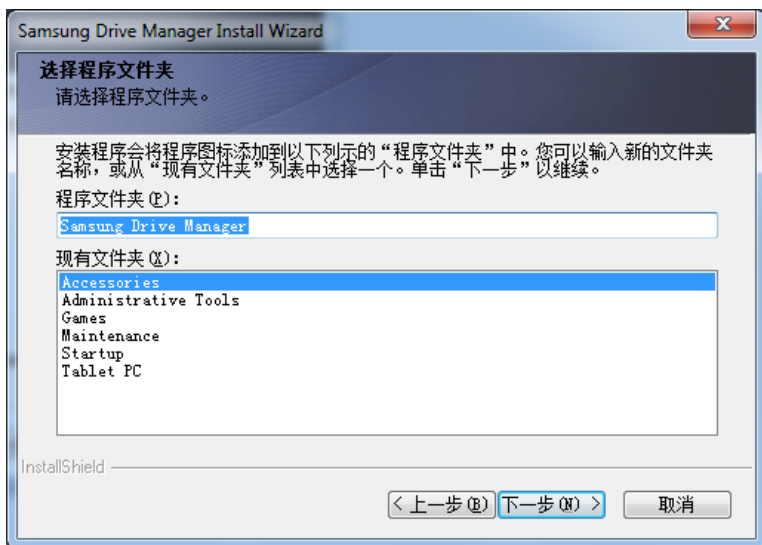 Samsung Drive Manager Install Wizard
选择程序文件夹
请选择程序文件夹。
安装程序会将程序图标添加到以下列示的“程序文件夹”中。您可以输入新的文件夹
名称，或从“现有文件夹”列表中选择一个。单击“下一步”以继续。
程序文件夹(P)：
Samsung Drive Manager
现有文件夹(X)：
Accessories
Administrative Tools
Games
Maintenance
Startup
Tablet PC
InstallShield
< 上一步(B) 下一步(N) > 取消